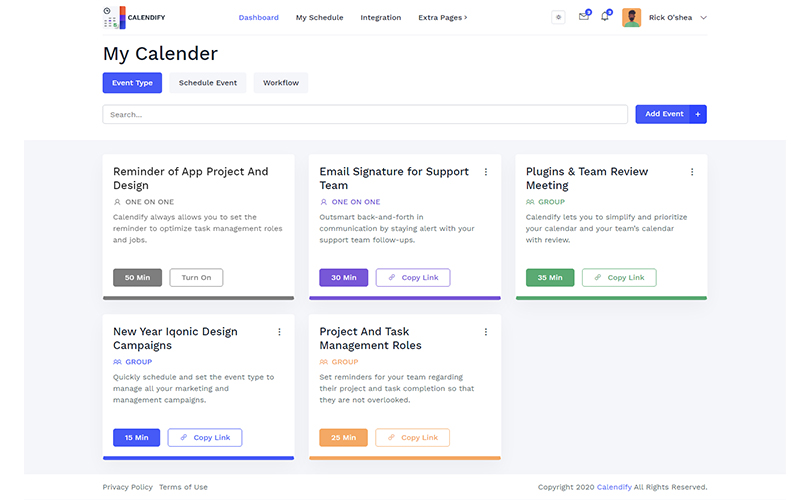 CALENDIFY
Dashboard
My Schedule
Integration
Extra Pages
Rick O'shea
My Calender
Event Type
Schedule Event
Workflow
Search...
Add Event +
Reminder of App Project And
Design
ONE ON ONE
Calendify always allows you to set the
reminder to optimize task management roles
and jobs.
50 Min
Turn On
Email Signature for Support
Team
ONE ON ONE
Outsmart back-and-forth in
communication by staying alert with your
support team follow-ups.
30 Min
Copy Link
Plugins & Team Review
Meeting
GROUP
Calendify lets you to simplify and prioritize
your calendar and your team's calendar
with review.
35 Min
Copy Link
New Year Iqonic Design
Campaigns
GROUP
Quickly schedule and set the event type to
manage all your marketing and
management campaigns.
15 Min
Copy Link
Project And Task
Management Roles
GROUP
Set reminders for your team regarding
their project and task completion so that
they are not overlooked.
25 Min
Copy Link
Privacy Policy
Terms of Use
Copyright 2020 Calendify All Rights Reserved.